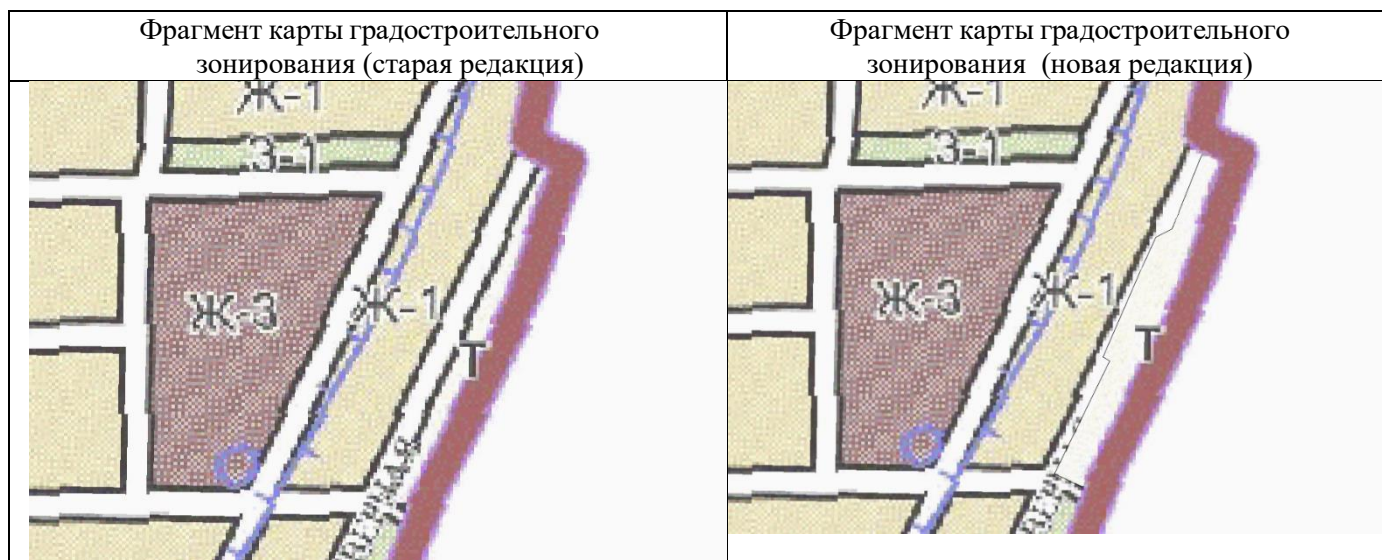 Фрагмент карты градостроительного
зонирования (старая редакция)
Фрагмент карты градостроительного
зонирования (новая редакция)
Ж-1
З-1
Ж-3
Ж-1
Т
Ж-1
З-1
Ж-3
Ж-1
Т